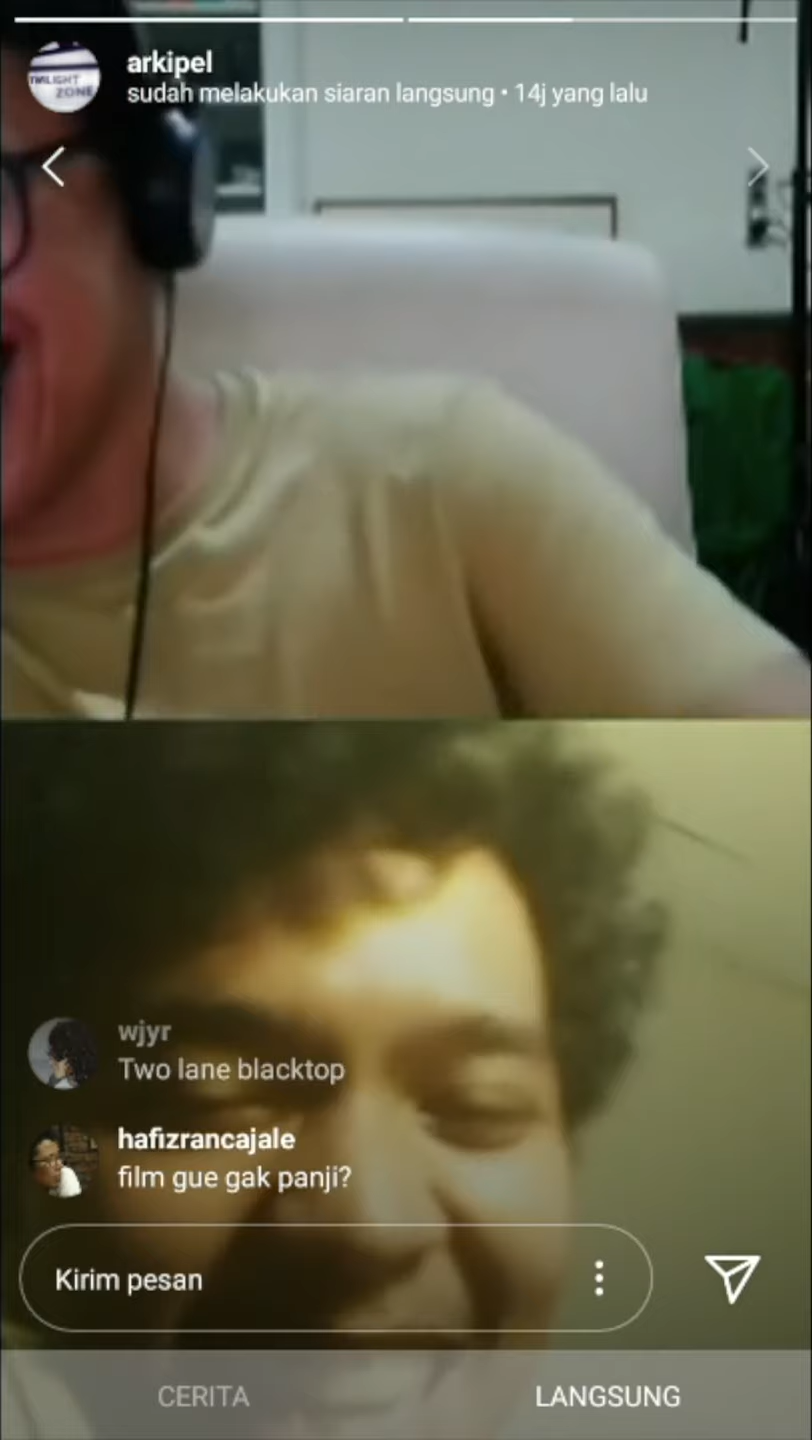 TWILIGHT
ZONE
arkipel
sudah melakukan siaran langsung • 14j yang lalu
wjyr
Two lane blacktop
hafizrancajale
film gue gak panji?
Kirim pesan
CERITA
LANGSUNG